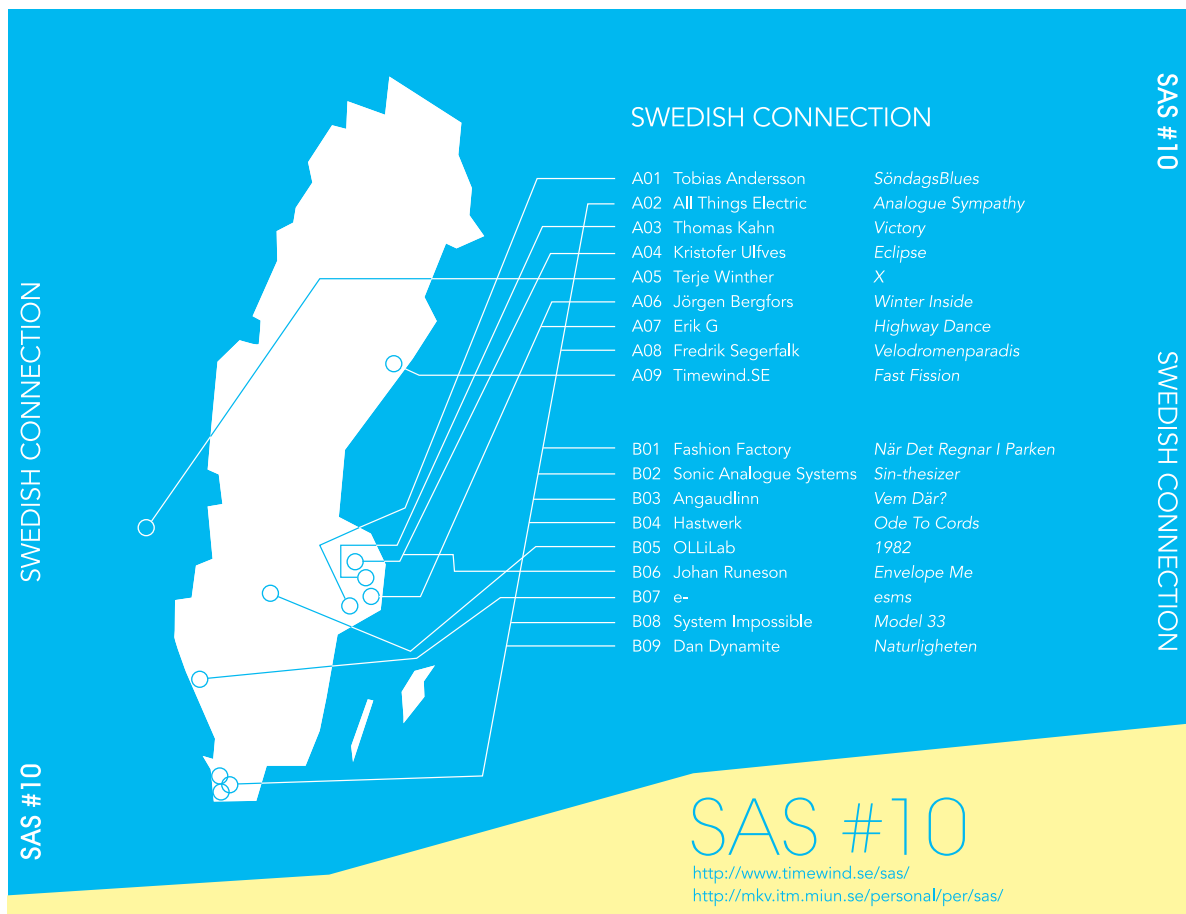 SWEDISH CONNECTION
SAS #10
SWEDISH CONNECTION
A01 Tobias Andersson SöndagsBlues
A02 All Things Electric Analogue Sympathy
A03 Thomas Kahn Victory
A04 Kristofer Ulfves Eclipse
A05 Terje Winther X
A06 Jörgen Bergfors Winter Inside
A07 Erik G Highway Dance
A08 Fredrik Segerfalk Velodromenparadis
A09 Timewind.SE Fast Fission
B01 Fashion Factory När Det Regnar I Parken
B02 Sonic Analogue Systems Sin-thesizer
B03 Angaudlinn Vem Där?
B04 Hastwerk Ode To Cords
B05 OLLiLab 1982
B06 Johan Runeson Envelope Me
B07 e- esms
B08 System Impossible Model 33
B09 Dan Dynamite Naturligheten
SAS #10
http://www.timewind.se/sas/
http://mkv.itm.miun.se/personal/per/sas/
SAS #10
SWEDISH CONNECTION